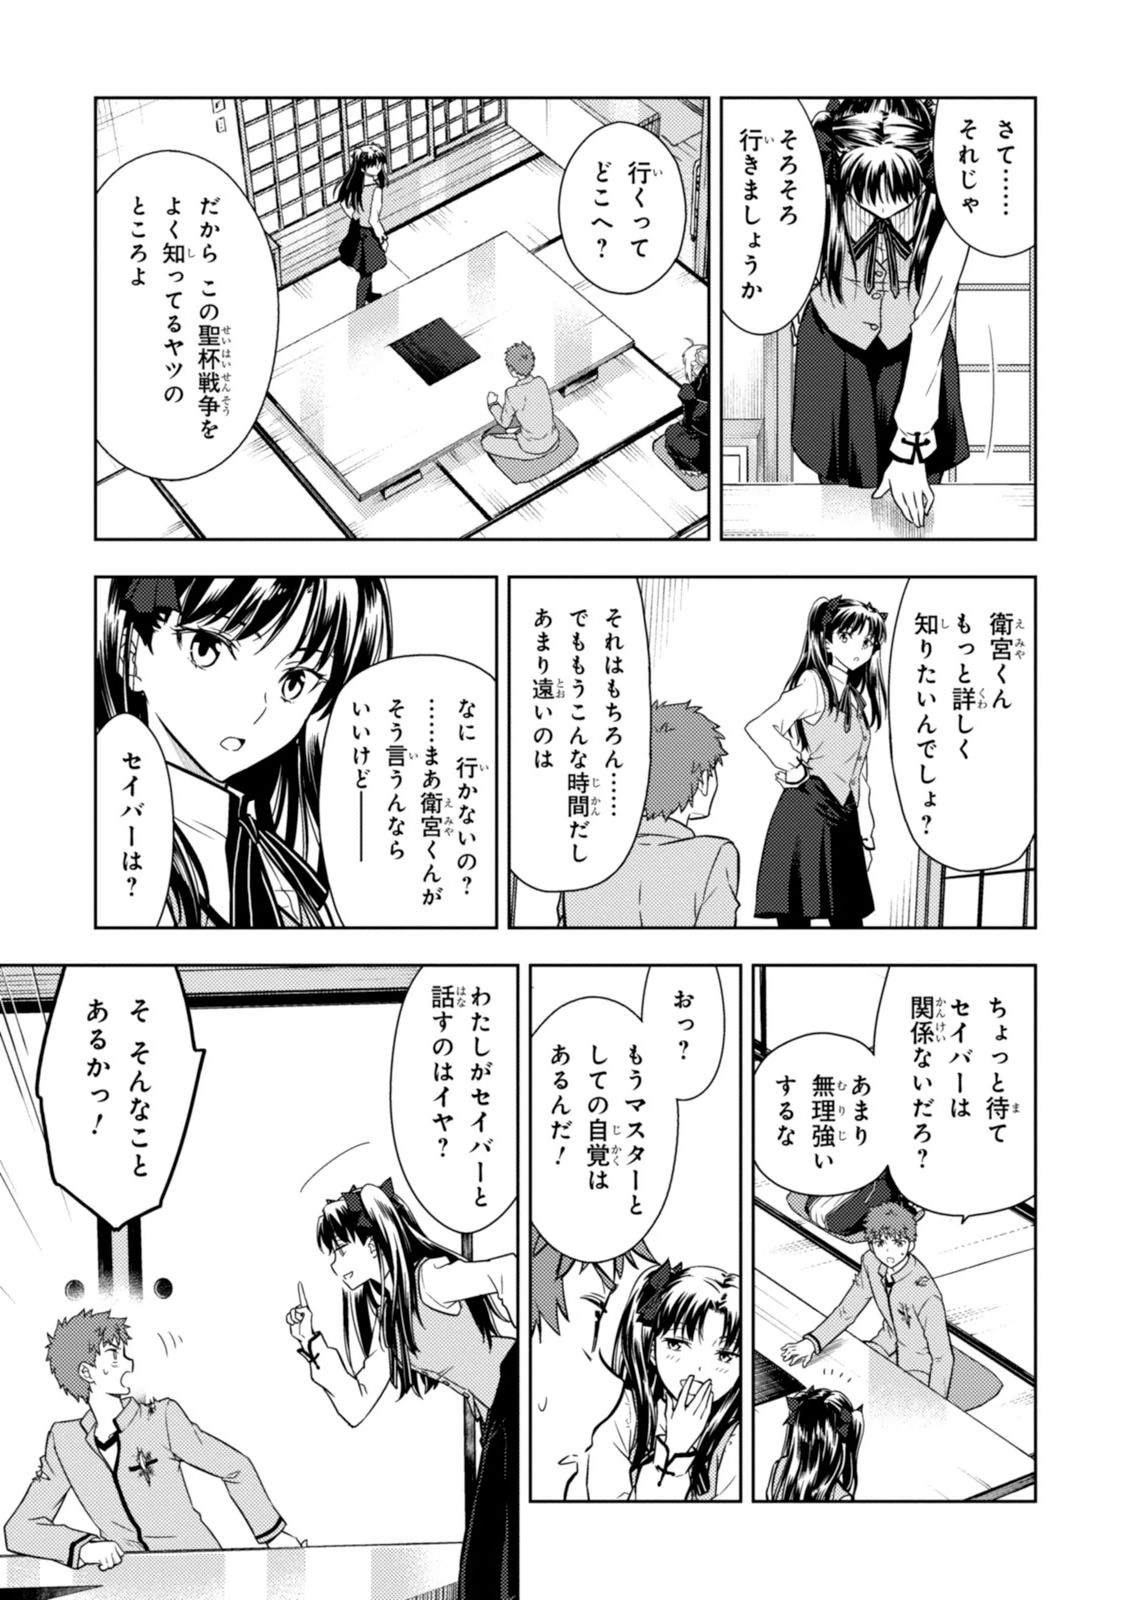 さて……
それじゃ
そろそろ
行きましょうか
行くって
どこへ?
だから この聖杯戦争を
よく知ってるヤツの
ところよ
衛宮くん
もっと詳しく
知りたいんでしょ?
それはもちろん……
でももうこんな時間だし
あまり遠いのは
なに 行かないの?
……まあ衛宮くんが
そう言うんなら
いいけど――
セイバーは?
ちょっと待て
セイバーは
関係ないだろ?
あまり
無理強い
するな
おっ?
もうマスターと
しての自覚は
あるんだ!
わたしがセイバーと
話すのはイヤ?
そ そんなこと
あるかっ!